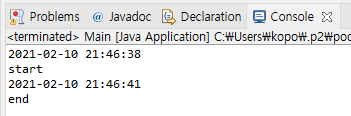 Problems @ Javadoc Declaration Console
<terminated> Main [Java Application] C:₩Users₩kopo₩.p2₩poo
2021-02-10 21:46:38
start
2021-02-10 21:46:41
end